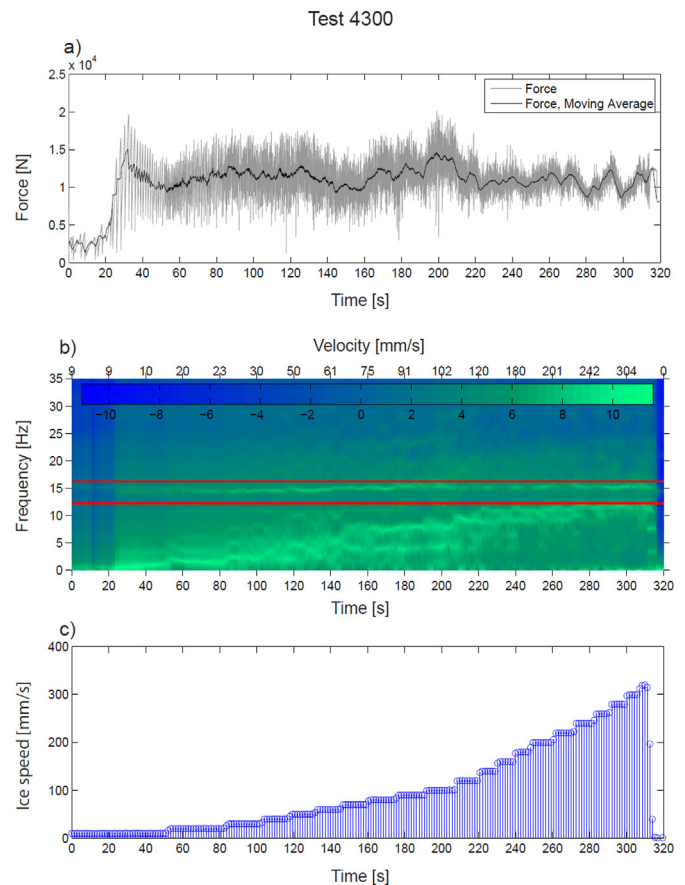 Test 4300
a)
x 10⁴
2.5
2
1.5
1
0.5
0
Force [N]
Force
Force, Moving Average
0 20 40 60 80 100 120 140 160 180 200 220 240 260 280 300 320
Time [s]
b)
Velocity [mm/s]
9 9 10 20 23 30 50 61 75 91 102 120 180 201 242 304 0
35
30
25
20
15
10
5
0
Frequency [Hz]
−10 −8 −6 −4 −2 0 2 4 6 8 10
0 20 40 60 80 100 120 140 160 180 200 220 240 260 280 300 320
Time [s]
c)
400
300
200
100
0
Ice speed [mm/s]
0 20 40 60 80 100 120 140 160 180 200 220 240 260 280 300 320
Time [s]